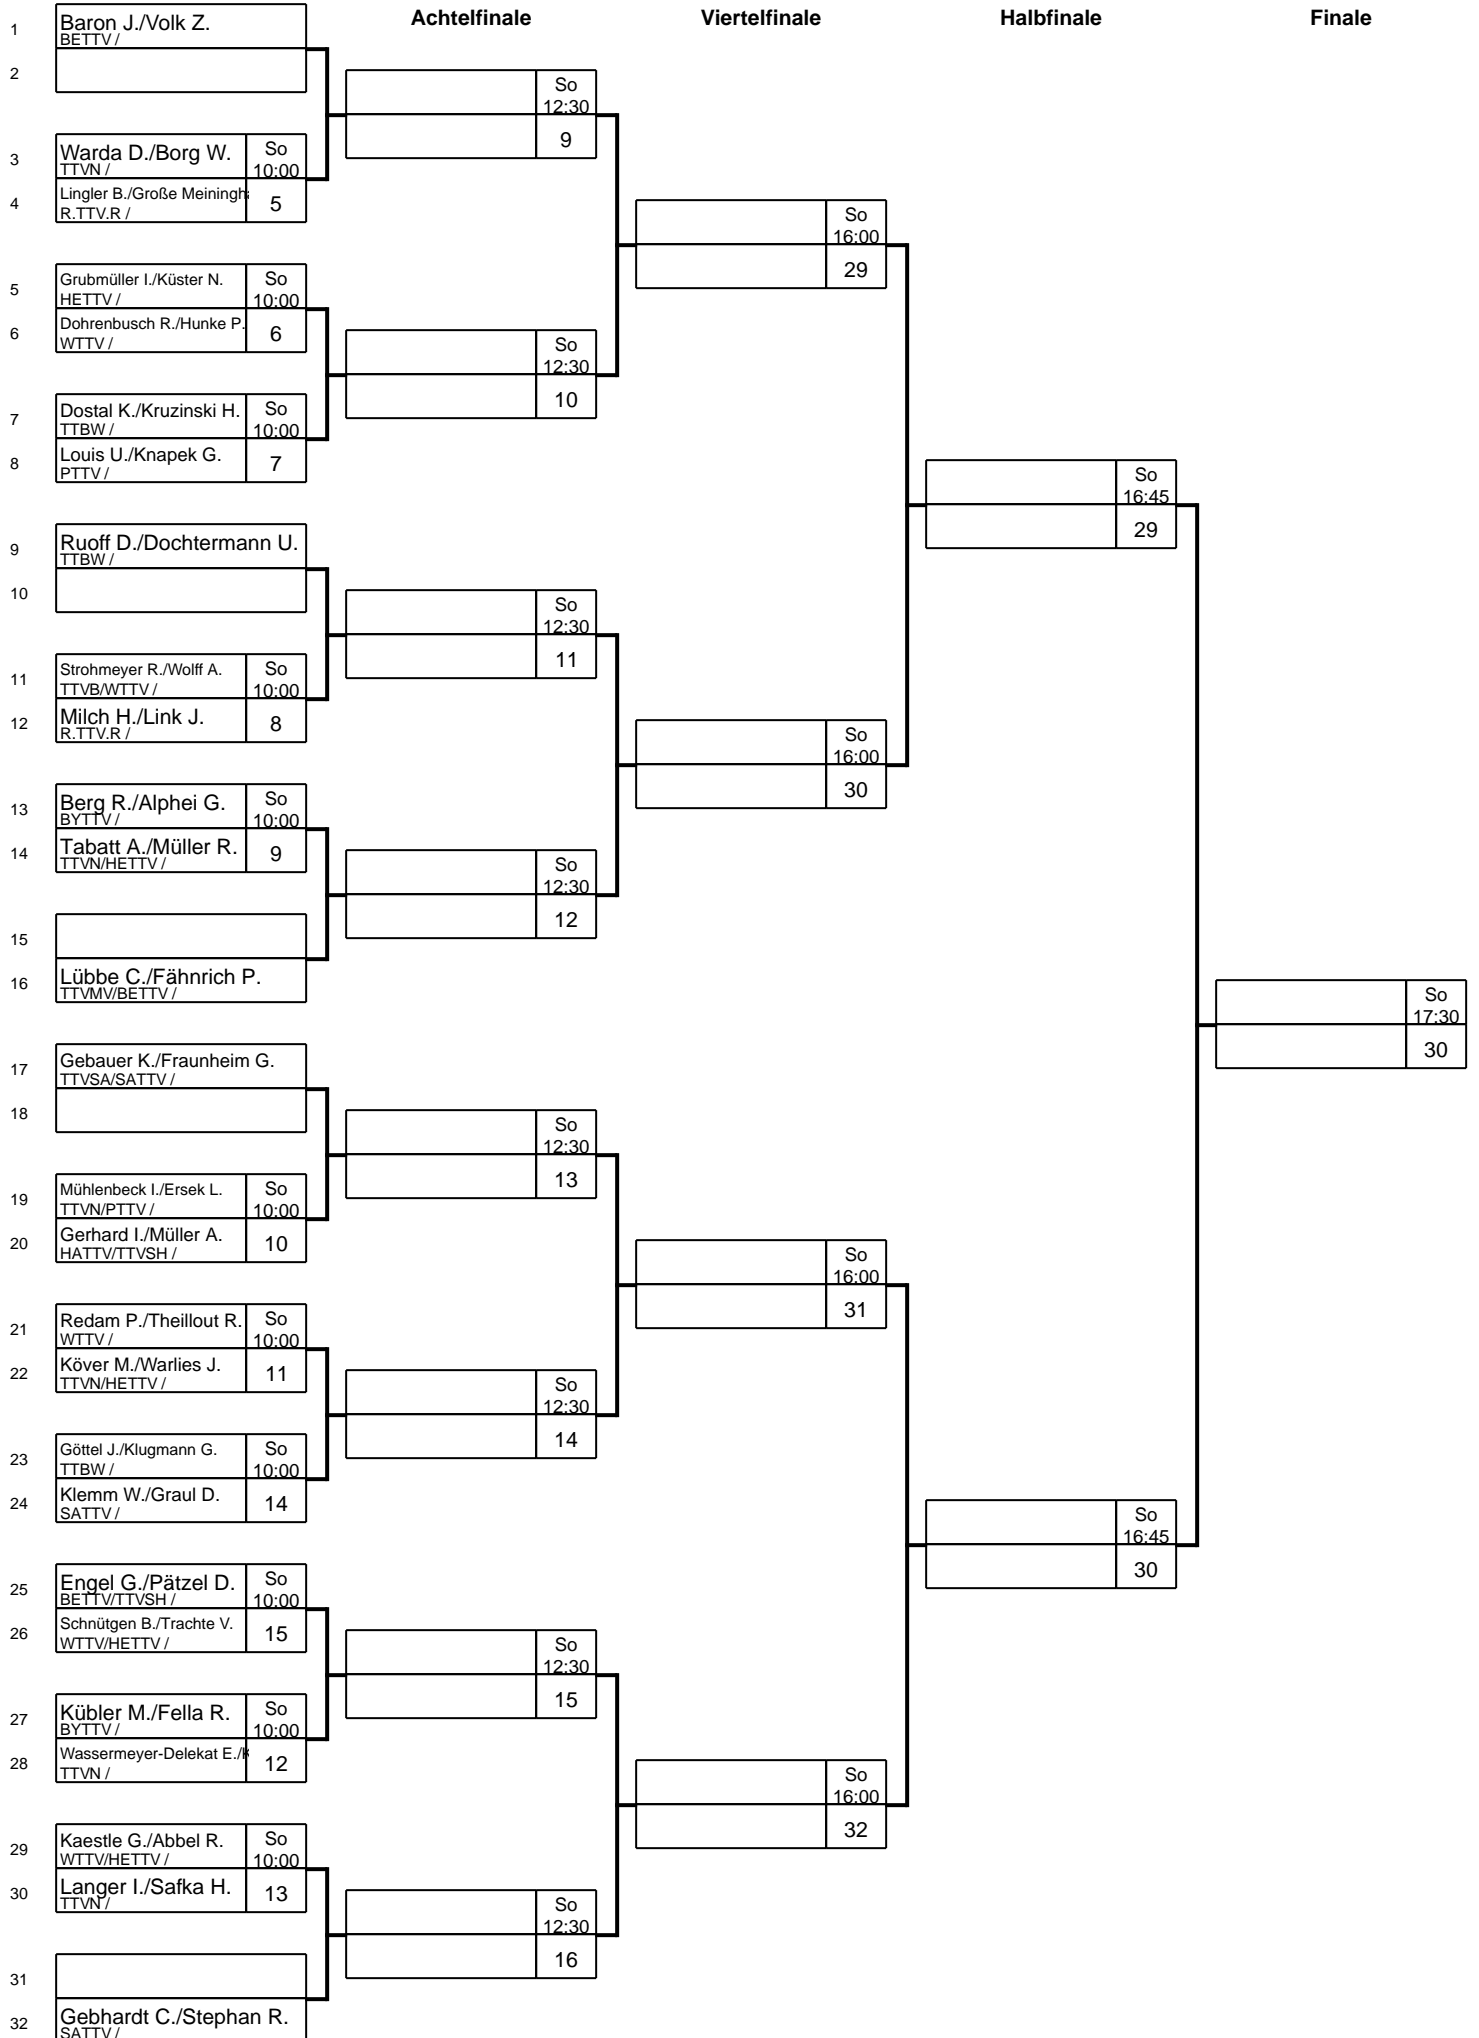 Achtelfinale Viertelfinale Halbfinale Finale
1 Baron J./Volk Z.
BETTV /
2
So
12:30
9
3 Warda D./Borg W. So
TTVN / 10:00
4 Lingler B./Große Meiningh 5
R.TTV.R /
So
16:00
29
5 Grubmüller I./Küster N. So
HETTV / 10:00
6 Dohrenbusch R./Hunke P. 6
WTTV /
So
12:30
10
7 Dostal K./Kruzinski H. So
TTBW / 10:00
8 Louis U./Knapek G. 7
PTTV /
So
16:45
29
9 Ruoff D./Dochtermann U.
TTBW /
10
So
12:30
11
11 Strohmeyer R./Wolff A. So
TTVB/WTTV / 10:00
12 Milch H./Link J. 8
R.TTV.R /
So
16:00
30
13 Berg R./Alphei G. So
BYTTV / 10:00
14 Tabatt A./Müller R. 9
TTVN/HETTV /
So
12:30
12
15
16 Lübbe C./Fähnrich P.
TTVMV/BETTV /
So
17:30
30
17 Gebauer K./Fraunheim G.
TTVSA/SATTV /
18
So
12:30
13
19 Mühlenbeck I./Ersek L. So
TTVN/PTTV / 10:00
20 Gerhard I./Müller A. 10
HATTV/TTVSH /
So
16:00
31
21 Redam P./Theillout R. So
WTTV / 10:00
22 Köver M./Warlies J. 11
TTVN/HETTV /
So
12:30
14
23 Göttel J./Klugmann G. So
TTBW / 10:00
24 Klemm W./Graul D. 14
SATTV /
So
16:45
30
25 Engel G./Pätzel D. So
BETTV/TTVSH / 10:00
26 Schnütgen B./Trachte V. 15
WTTV/HETTV /
So
12:30
15
27 Kübler M./Fella R. So
BYTTV / 10:00
28 Wassermeyer-Delekat E./ 12
TTVN /
So
16:00
32
29 Kaestle G./Abbel R. So
WTTV/HETTV / 10:00
30 Langer I./Safka H. 13
TTVN /
So
12:30
16
31
32 Gebhardt C./Stephan R.
SATTV /